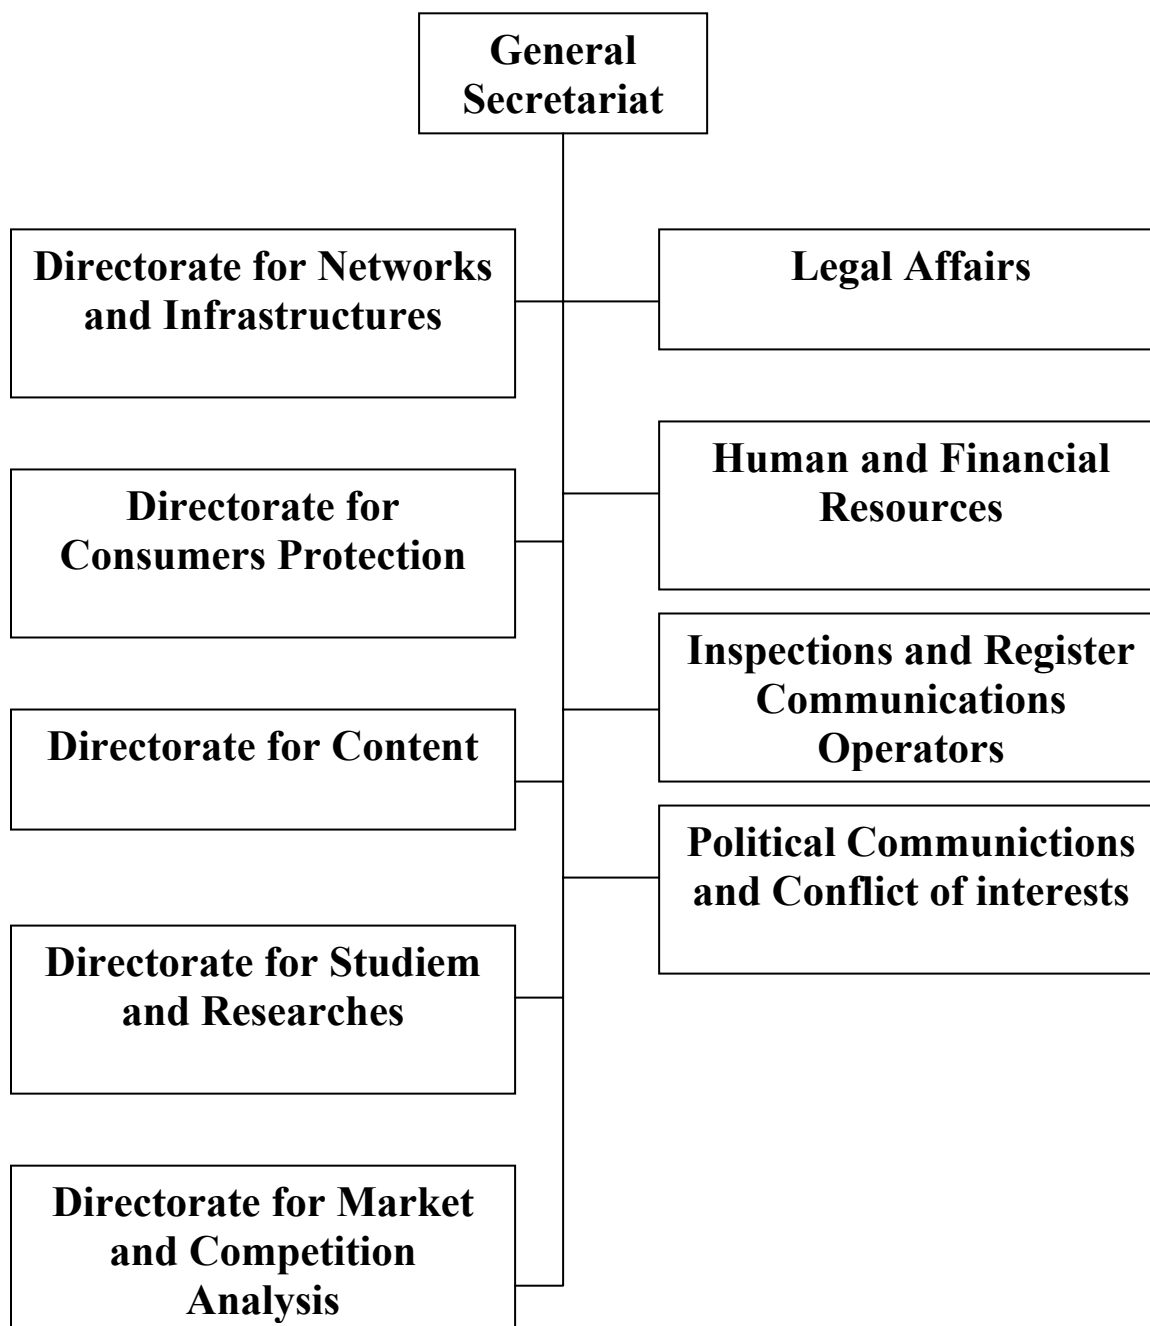 General
Secretariat
Directorate for Networks
and Infrastructures
Legal Affairs
Human and Financial
Resources
Directorate for
Consumers Protection
Inspections and Register
Communications
Operators
Directorate for Content
Political Communictions
and Conflict of interests
Directorate for Studiem
and Researches
Directorate for Market
and Competition
Analysis